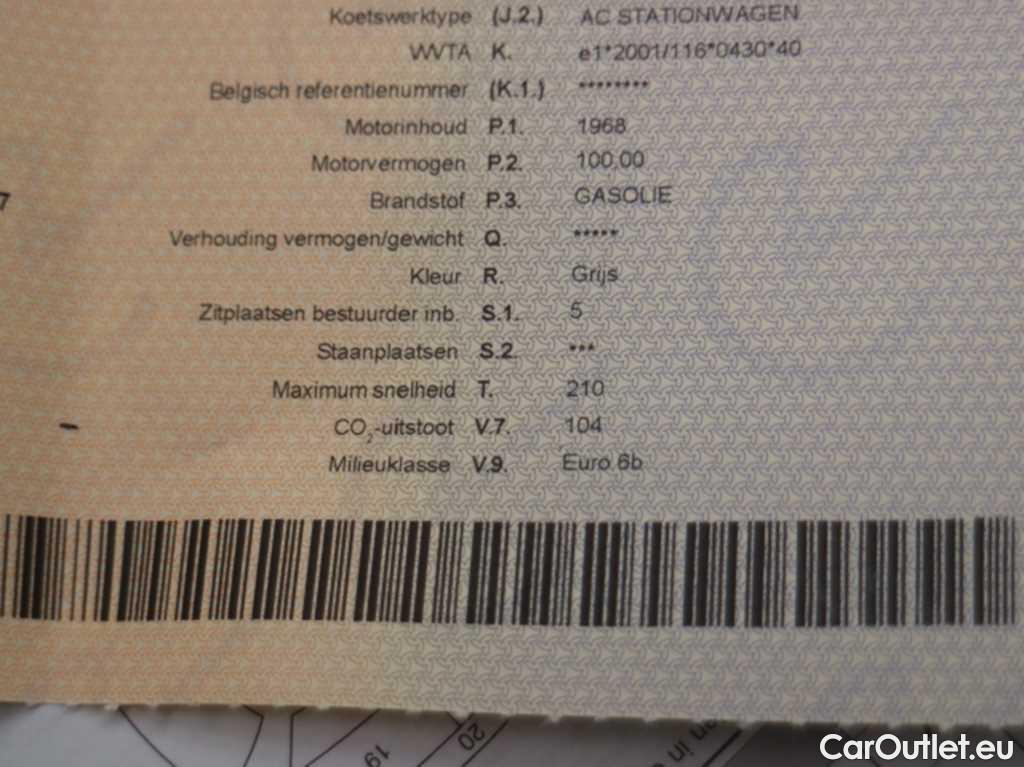 Koetswerktype (J.2.) AC STATIONWAGEN
WVTA K. e1*2001/116*0430*40
Belgisch referentienummer (K.1.) ********
Motorinhoud P.1. 1968
Motorvermogen P.2. 100,00
7
Brandstof P.3. GASOLIE
Verhouding vermogen/gewicht Q. *****
Kleur R. Grijs
Zitplaatsen bestuurder inb. S.1. 5
Staanplaatsen S.2. ***
Maximum snelheid T. 210
CO2-uitstoot V.7. 104
Milieuklasse V.9. Euro 6b
19
20
in
CarOutlet.eu